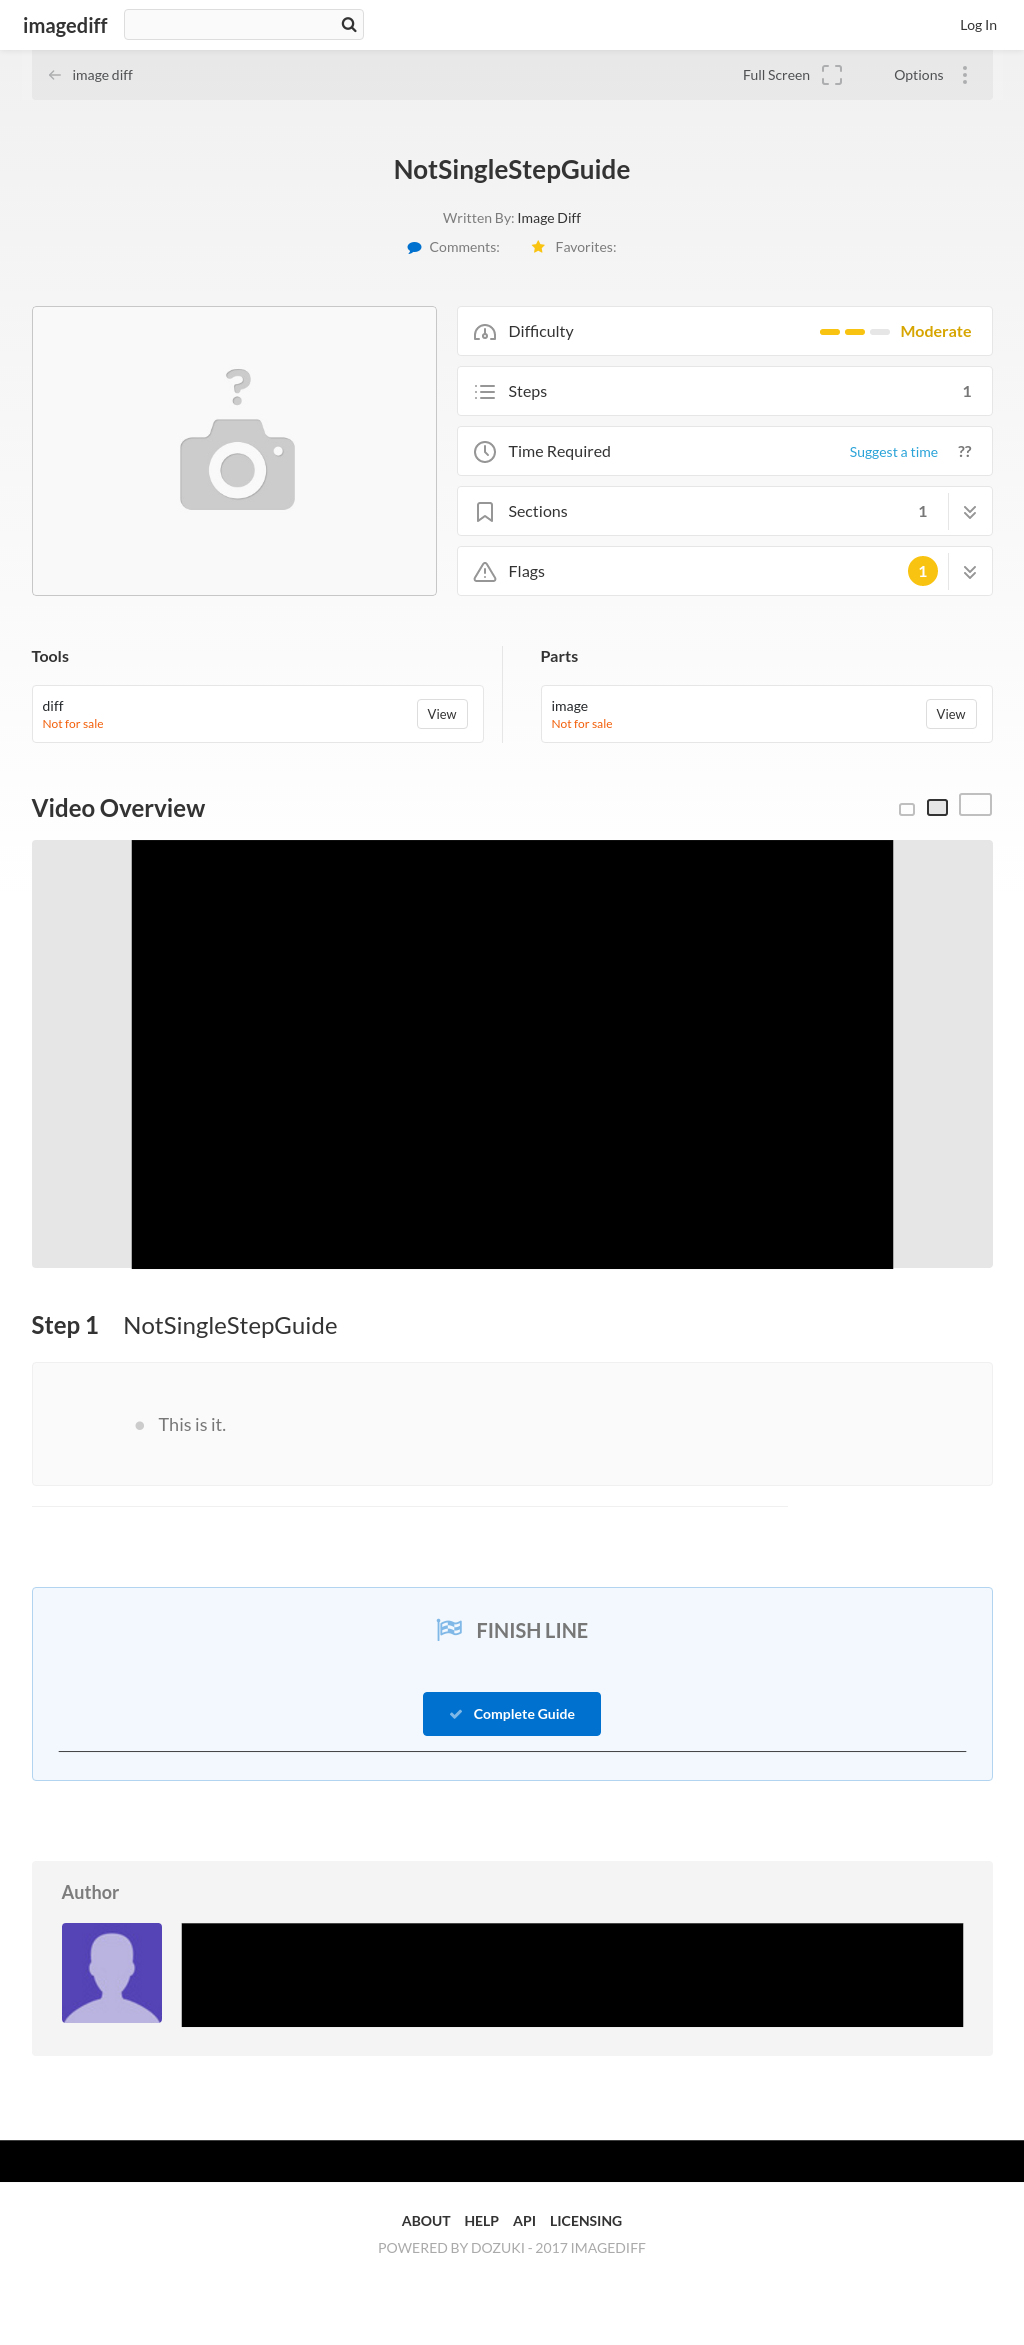 imagediff
Log In
image diff
Full Screen
Options
NotSingleStepGuide
Written By: Image Diff
Comments:
Favorites:
?
Difficulty
Moderate
Steps
1
Time Required
Suggest a time
??
Sections
1
Flags
1
Tools
Parts
diff
Not for sale
View
image
Not for sale
View
Video Overview
Step 1 NotSingleStepGuide
This is it.
FINISH LINE
Complete Guide
Author
ABOUT HELP API LICENSING
POWERED BY DOZUKI - 2017 IMAGEDIFF